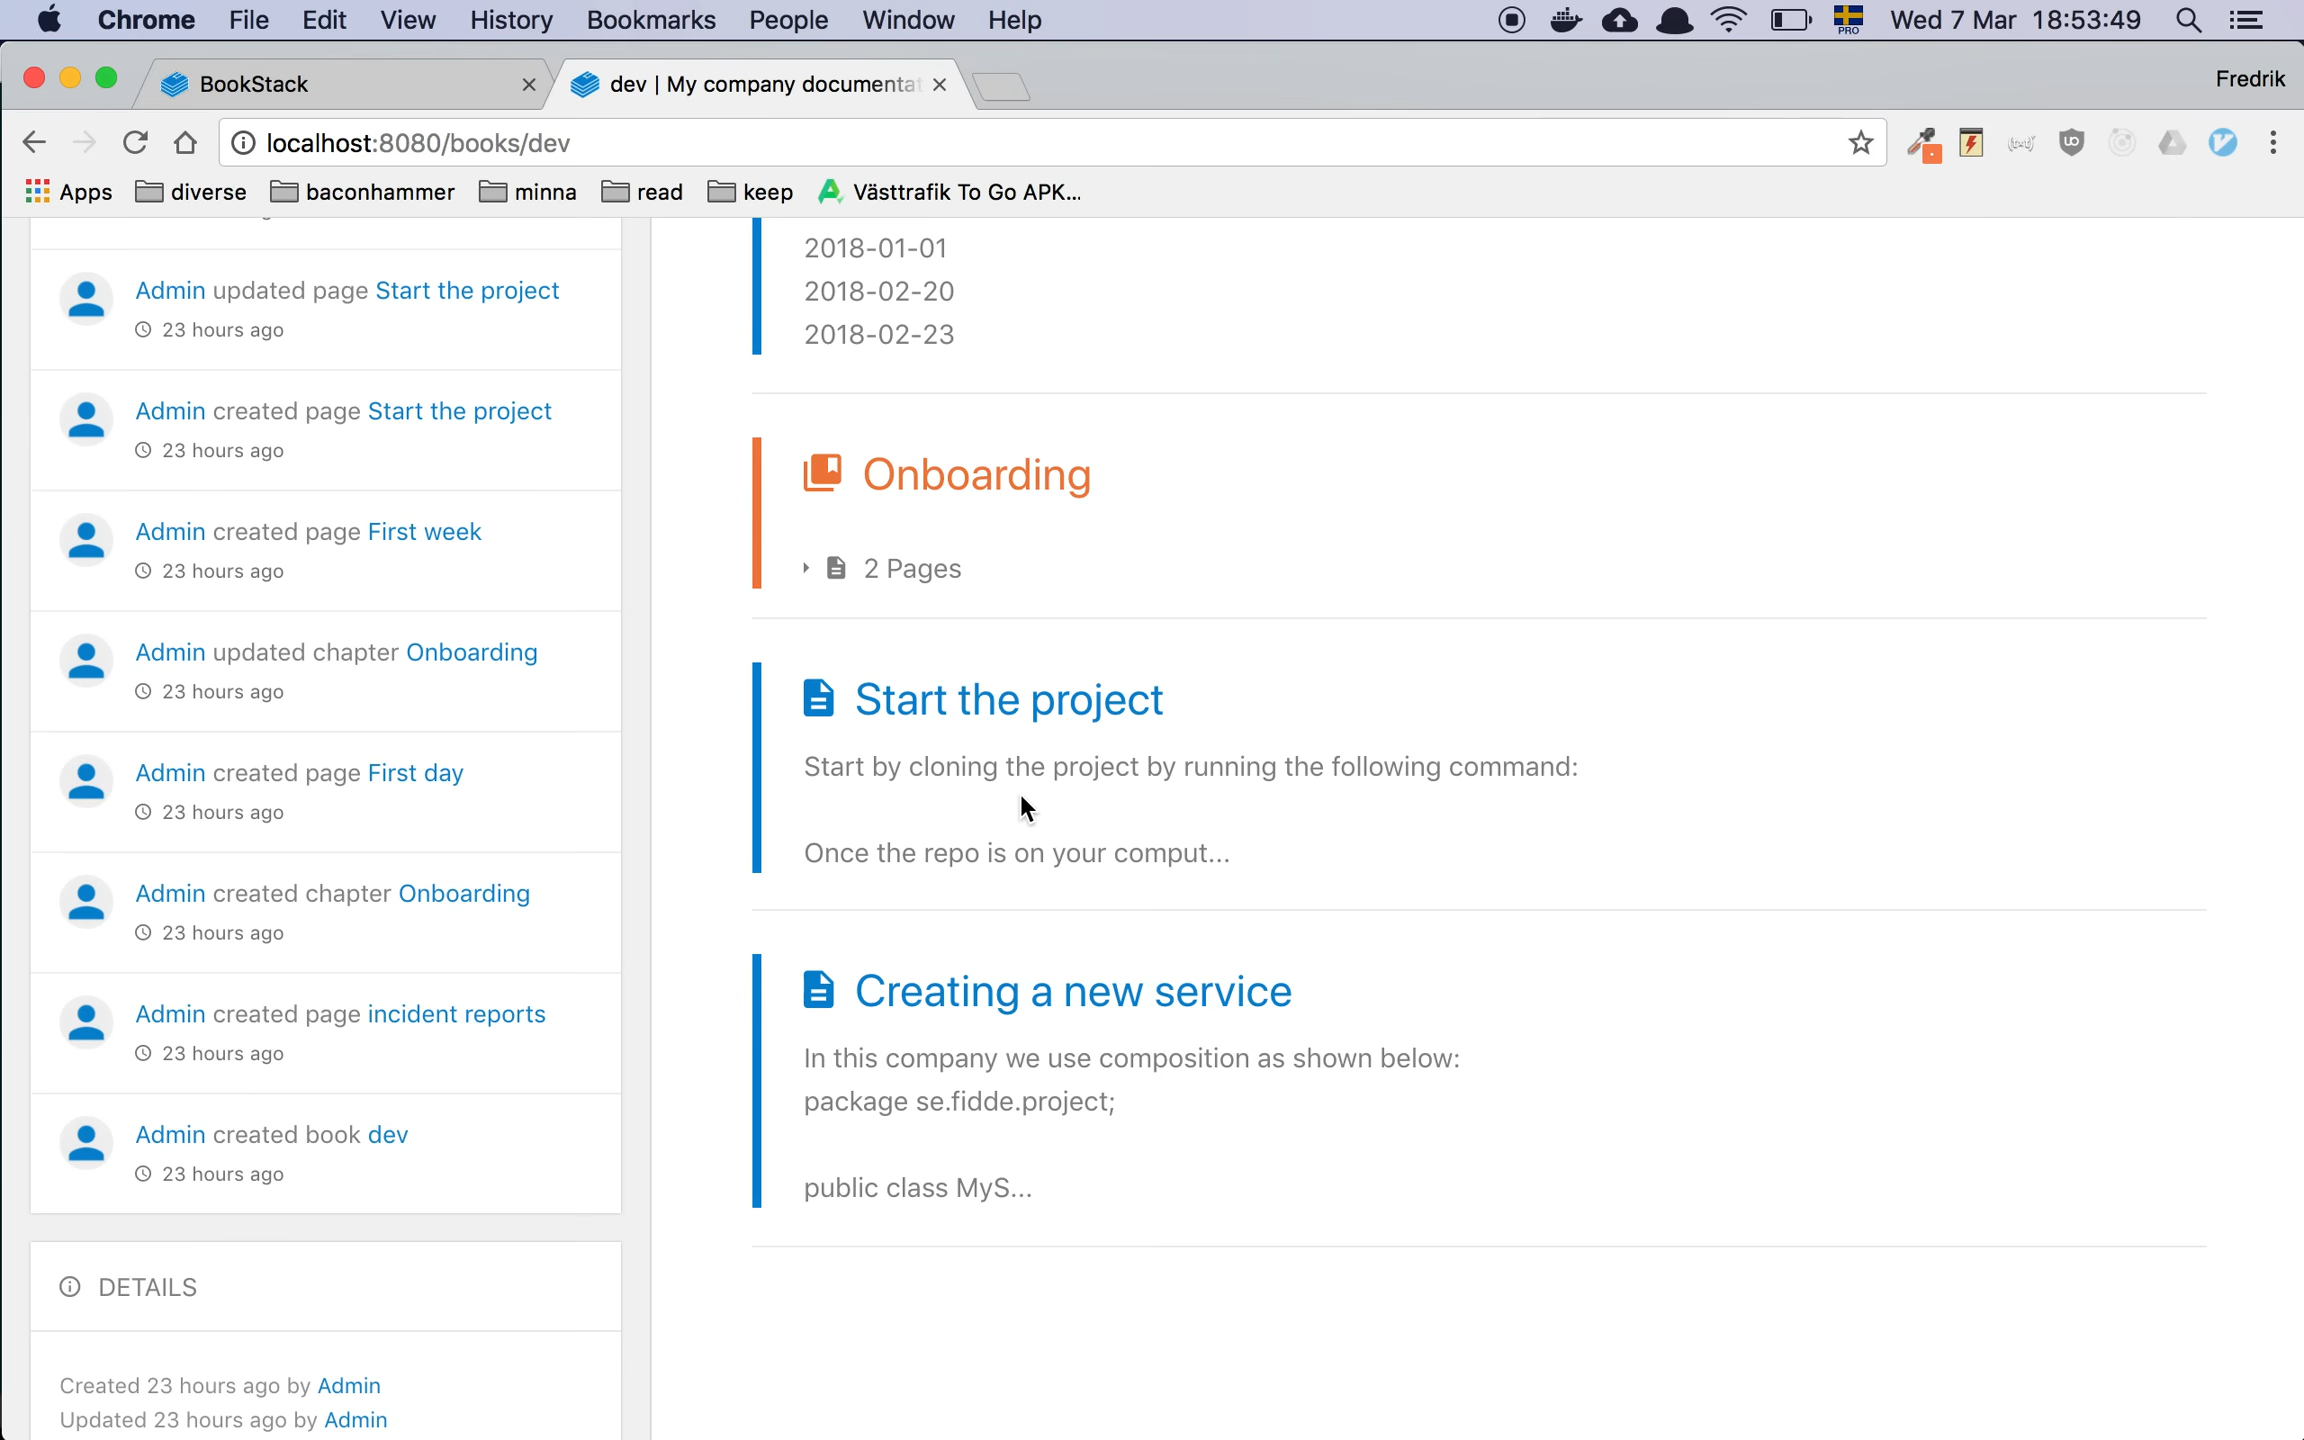 Chrome File Edit View History Bookmarks People Window Help PRO Wed 7 Mar 18:53:49
BookStack
dev | My company documentat
Fredrik
localhost:8080/books/dev
Apps diverse baconhammer minna read keep Västtrafik To Go APK...
Admin updated page Start the project
23 hours ago
Admin created page Start the project
23 hours ago
Admin created page First week
23 hours ago
Admin updated chapter Onboarding
23 hours ago
Admin created page First day
23 hours ago
Admin created chapter Onboarding
23 hours ago
Admin created page incident reports
23 hours ago
Admin created book dev
23 hours ago
DETAILS
Created 23 hours ago by Admin
Updated 23 hours ago by Admin
2018-01-01
2018-02-20
2018-02-23
Onboarding
2 Pages
Start the project
Start by cloning the project by running the following command:
Once the repo is on your comput...
Creating a new service
In this company we use composition as shown below:
package se.fidde.project;
public class MyS...